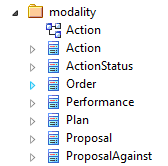 modality
Action
Action
ActionStatus
Order
Performance
Plan
Proposal
ProposalAgainst